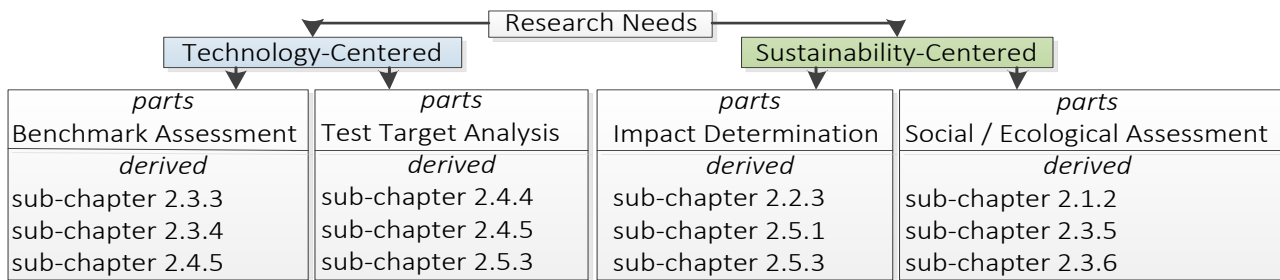 Research Needs
Technology-Centered
Sustainability-Centered
parts
Benchmark Assessment
derived
sub-chapter 2.3.3
sub-chapter 2.3.4
sub-chapter 2.4.5
parts
Test Target Analysis
derived
sub-chapter 2.4.4
sub-chapter 2.4.5
sub-chapter 2.5.3
parts
Impact Determination
derived
sub-chapter 2.2.3
sub-chapter 2.5.1
sub-chapter 2.5.3
parts
Social / Ecological Assessment
derived
sub-chapter 2.1.2
sub-chapter 2.3.5
sub-chapter 2.3.6